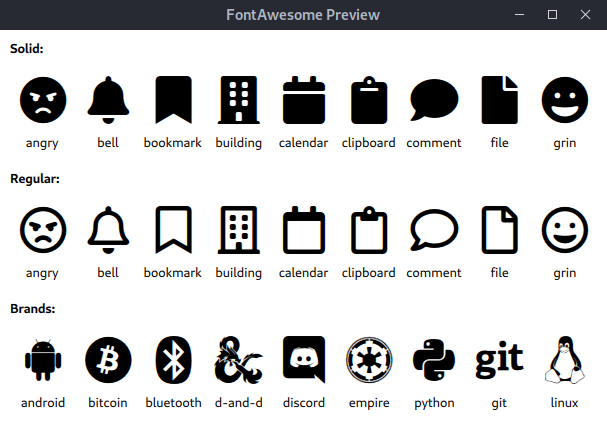 FontAwesome Preview
Solid:
angry bell bookmark building calendar clipboard comment file grin
Regular:
angry bell bookmark building calendar clipboard comment file grin
Brands:
git
android bitcoin bluetooth d-and-d discord empire python git linux